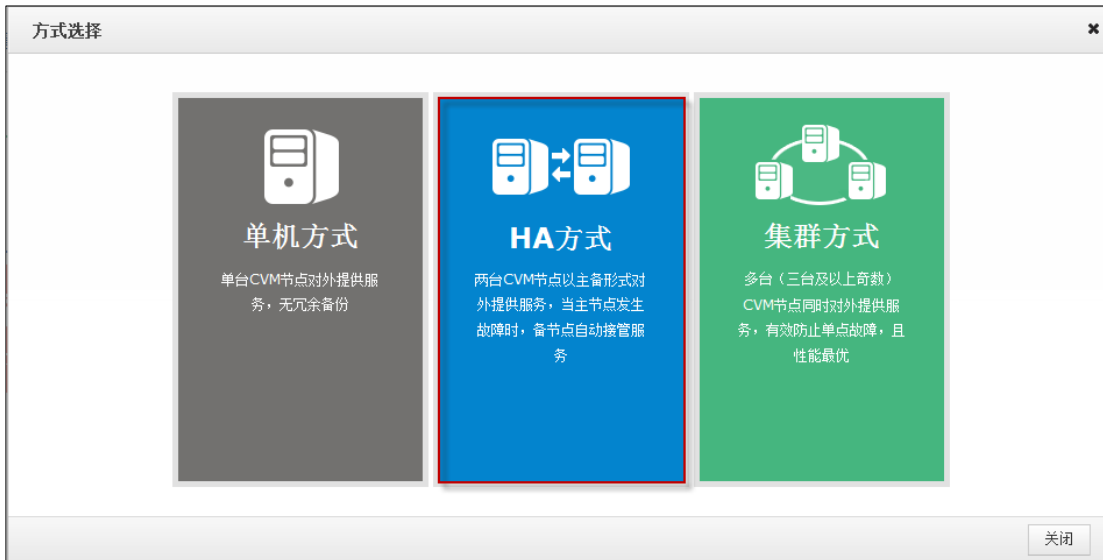 方式选择
单机方式
单台CVM节点对外提供服
务，无冗余备份
HA方式
两台CVM节点以主备形式对
外提供服务，当主节点发生
故障时，备节点自动接管服
务
集群方式
多台（三台及以上奇数）
CVM节点同时对外提供服
务，有效防止单点故障，且
性能最优
关闭